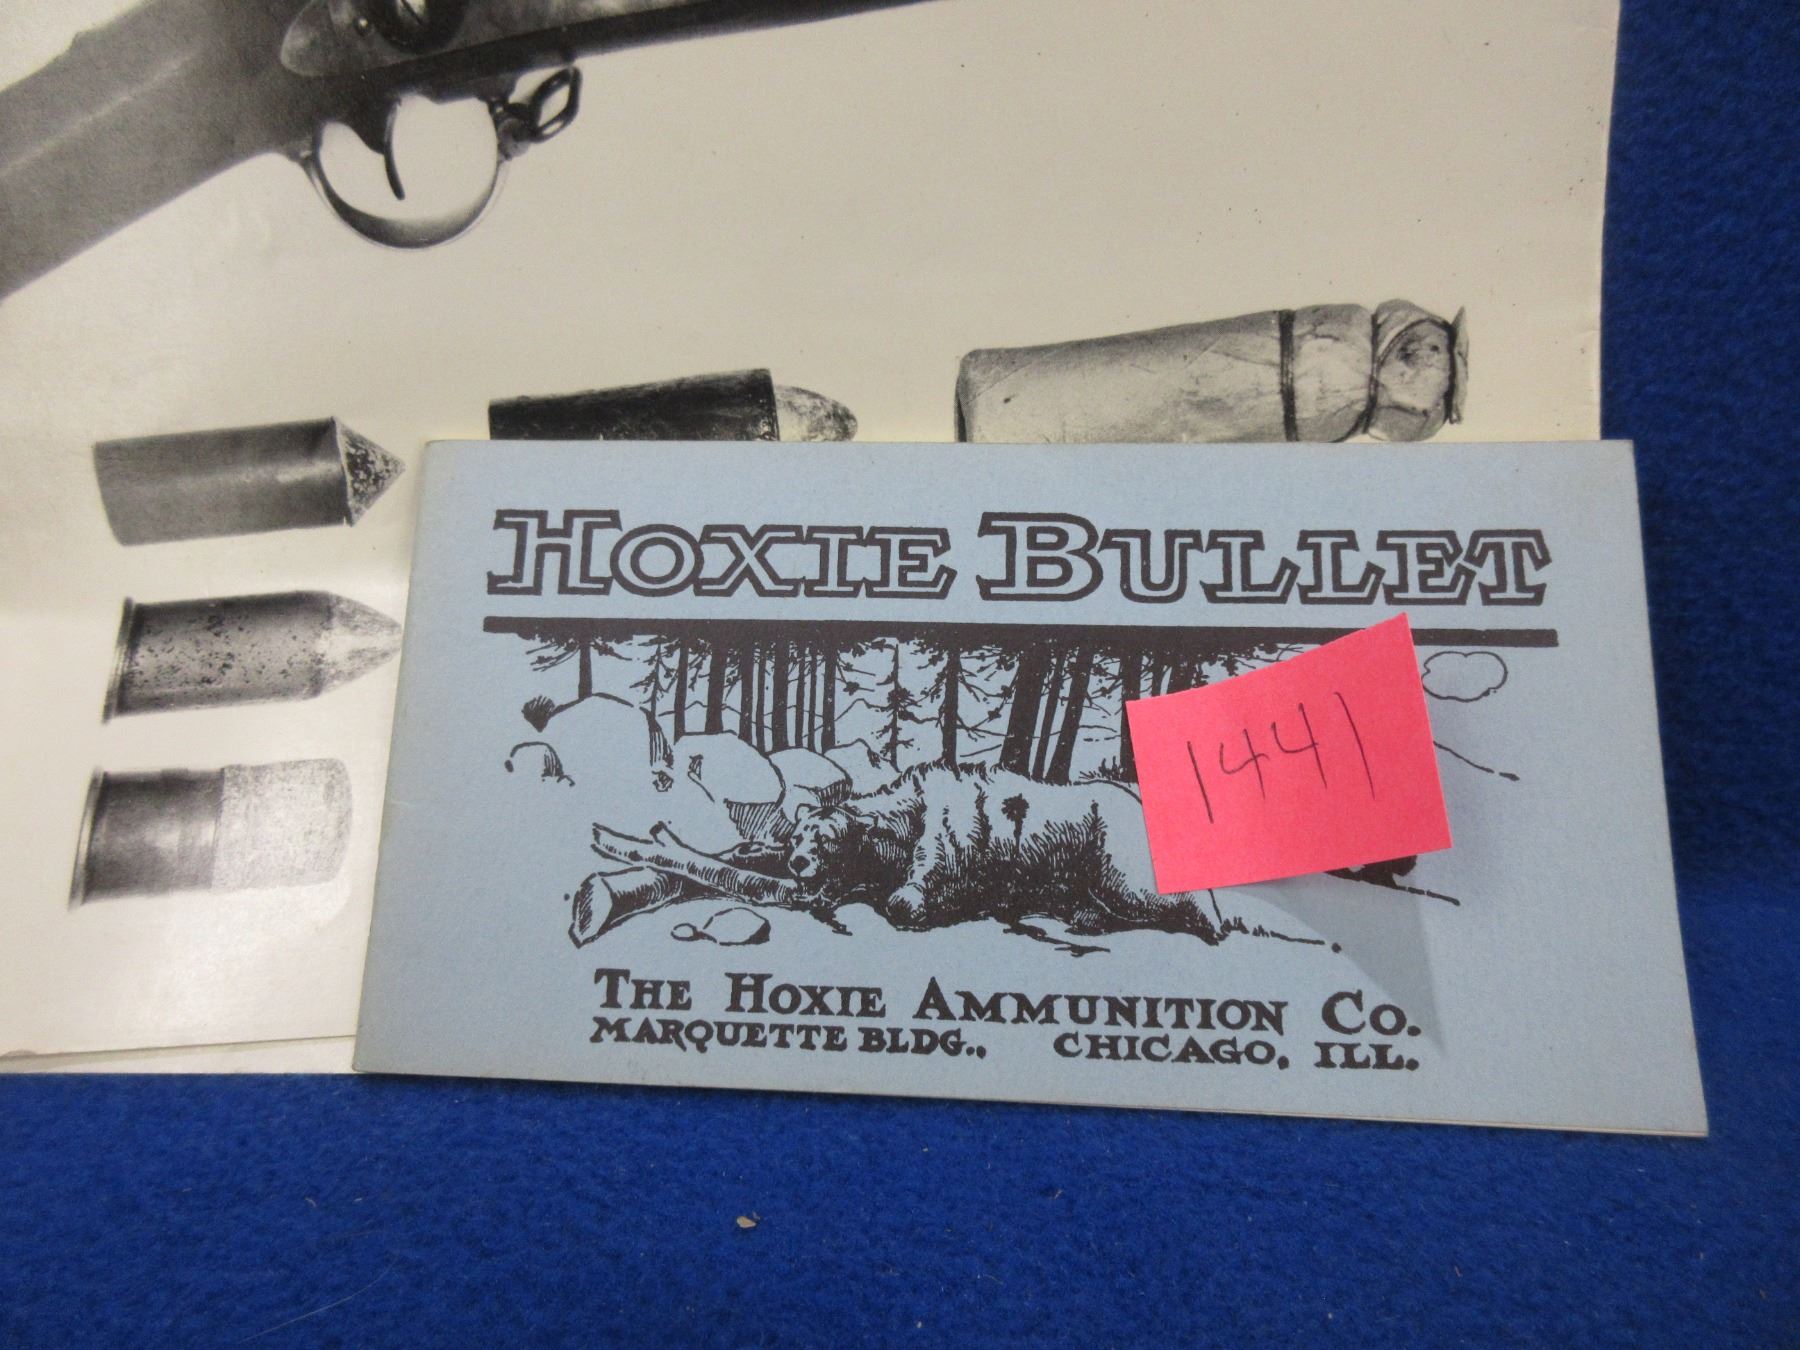 HOXIE BULLET
1441
THE HOXIE AMMUNITION CO.
MARQUETTE BLDG., CHICAGO, ILL.